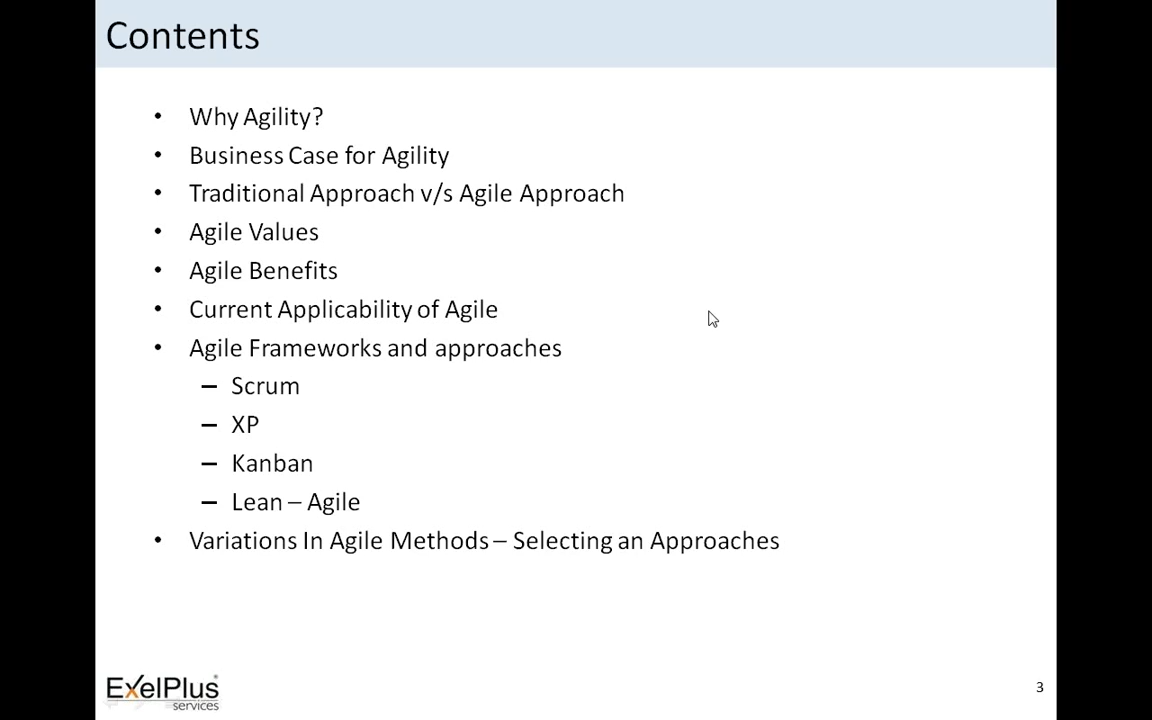 Contents
• Why Agility?
• Business Case for Agility
• Traditional Approach v/s Agile Approach
• Agile Values
• Agile Benefits
• Current Applicability of Agile
• Agile Frameworks and approaches
– Scrum
– XP
– Kanban
– Lean – Agile
• Variations In Agile Methods – Selecting an Approaches
ExelPlus
services
3